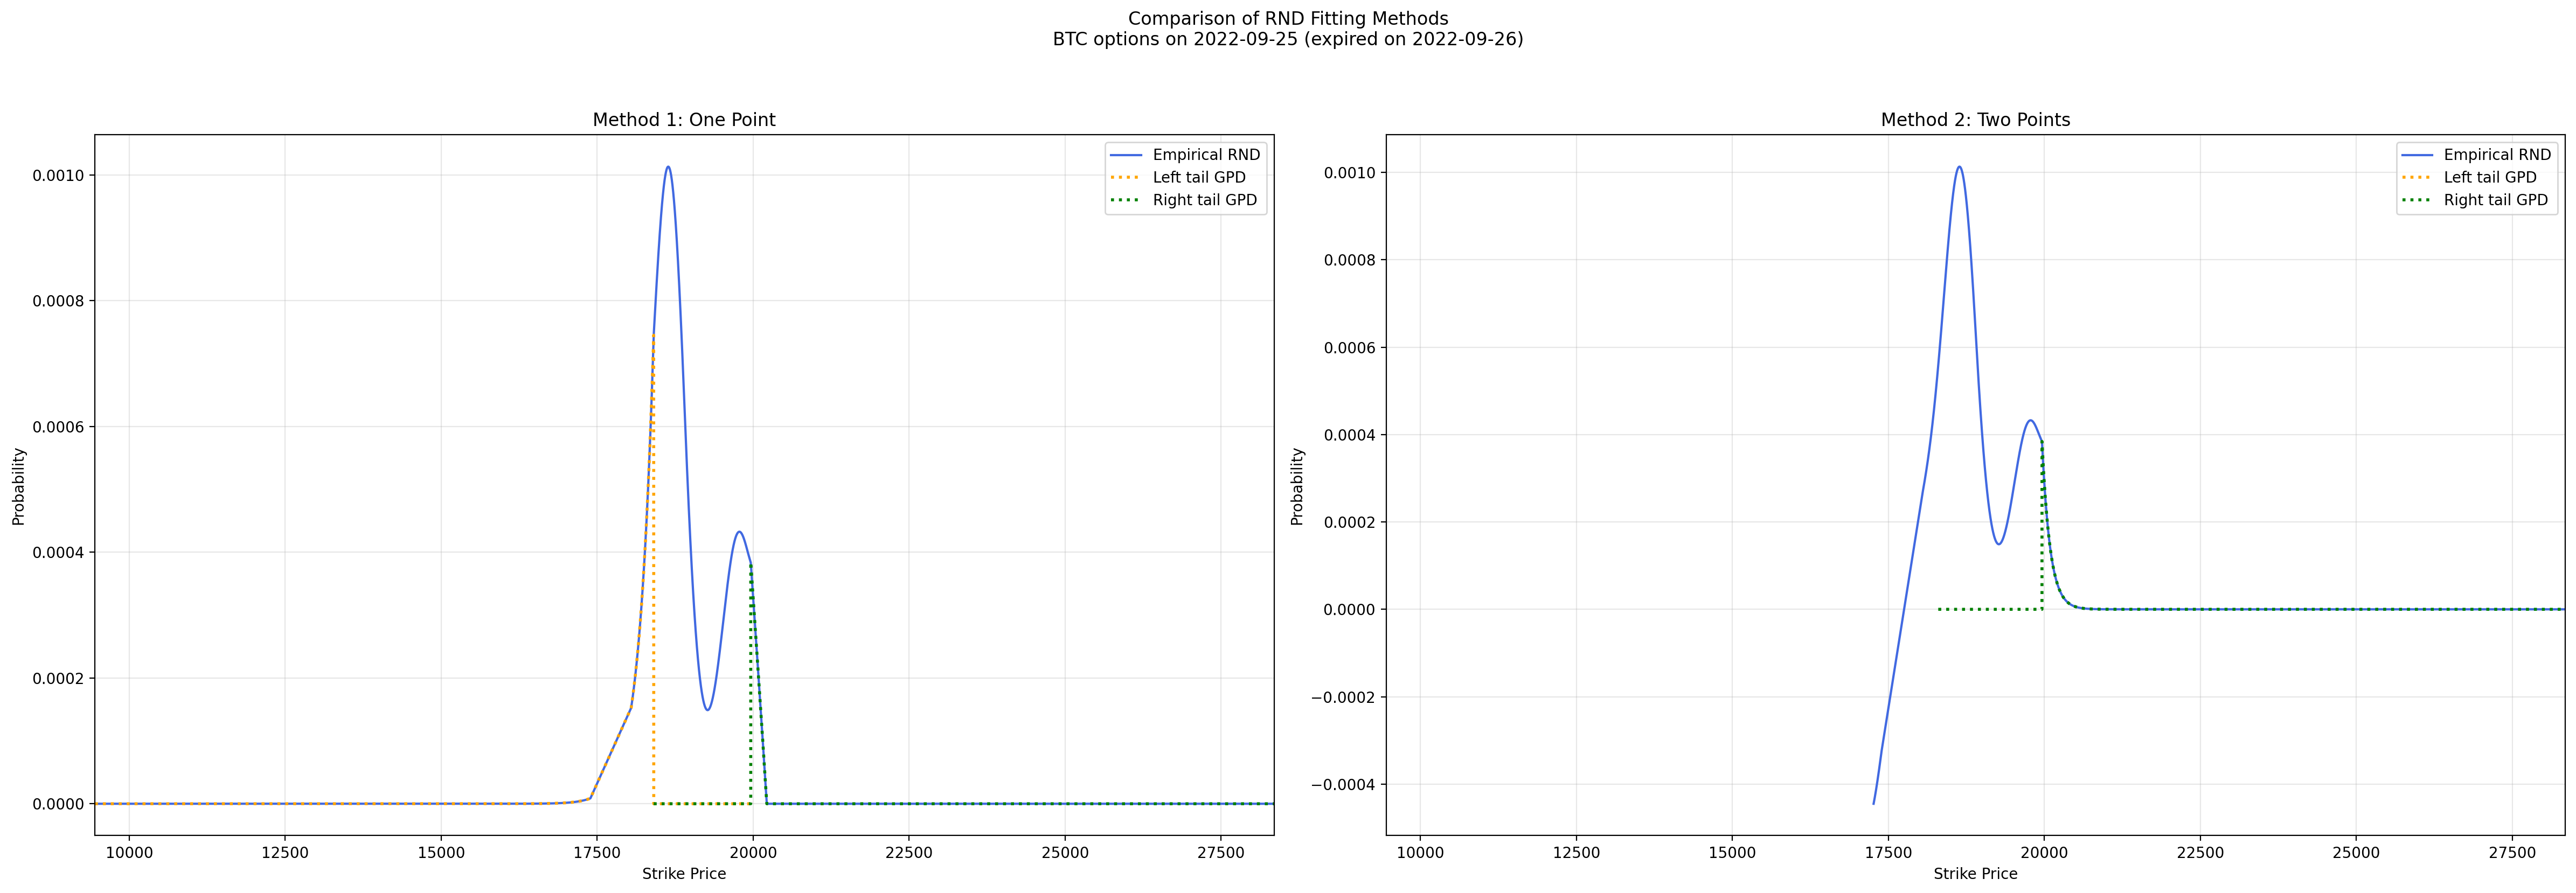 Comparison of RND Fitting Methods
BTC options on 2022-09-25 (expired on 2022-09-26)
Method 1: One Point
Empirical RND
Left tail GPD
Right tail GPD
0.0010
0.0008
0.0006
0.0004
0.0002
0.0000
Probability
10000
12500
15000
17500
20000
22500
25000
27500
Strike Price
Method 2: Two Points
Empirical RND
Left tail GPD
Right tail GPD
0.0010
0.0008
0.0006
0.0004
0.0002
0.0000
−0.0002
−0.0004
Probability
10000
12500
15000
17500
20000
22500
25000
27500
Strike Price